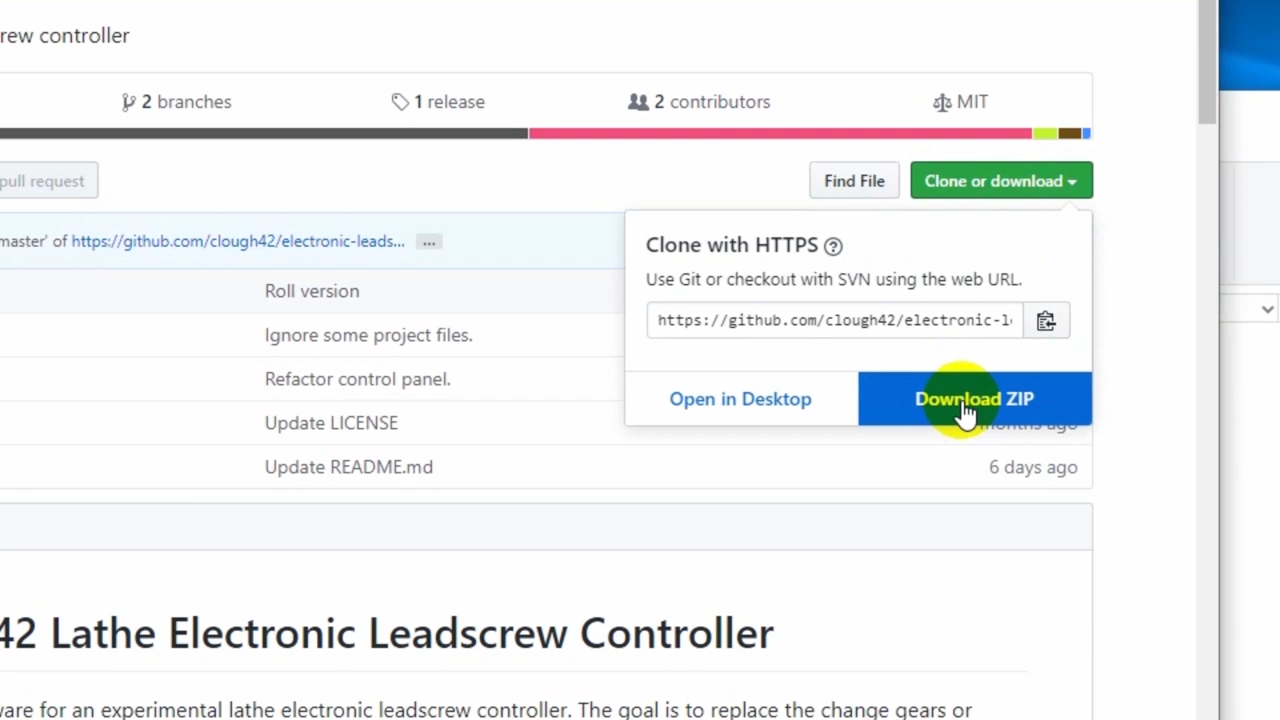 rew controller
2 branches
1 release
2 contributors
MIT
pull request
Find File
Clone or download
master' of https://github.com/clough42/electronic-leads... ...
Clone with HTTPS ?
Use Git or checkout with SVN using the web URL.
https://github.com/clough42/electronic-l
Open in Desktop
Download ZIP
Roll version
Ignore some project files.
Refactor control panel.
Update LICENSE
months ago
Update README.md
6 days ago
42 Lathe Electronic Leadscrew Controller
ware for an experimental lathe electronic leadscrew controller. The goal is to replace the change gears or